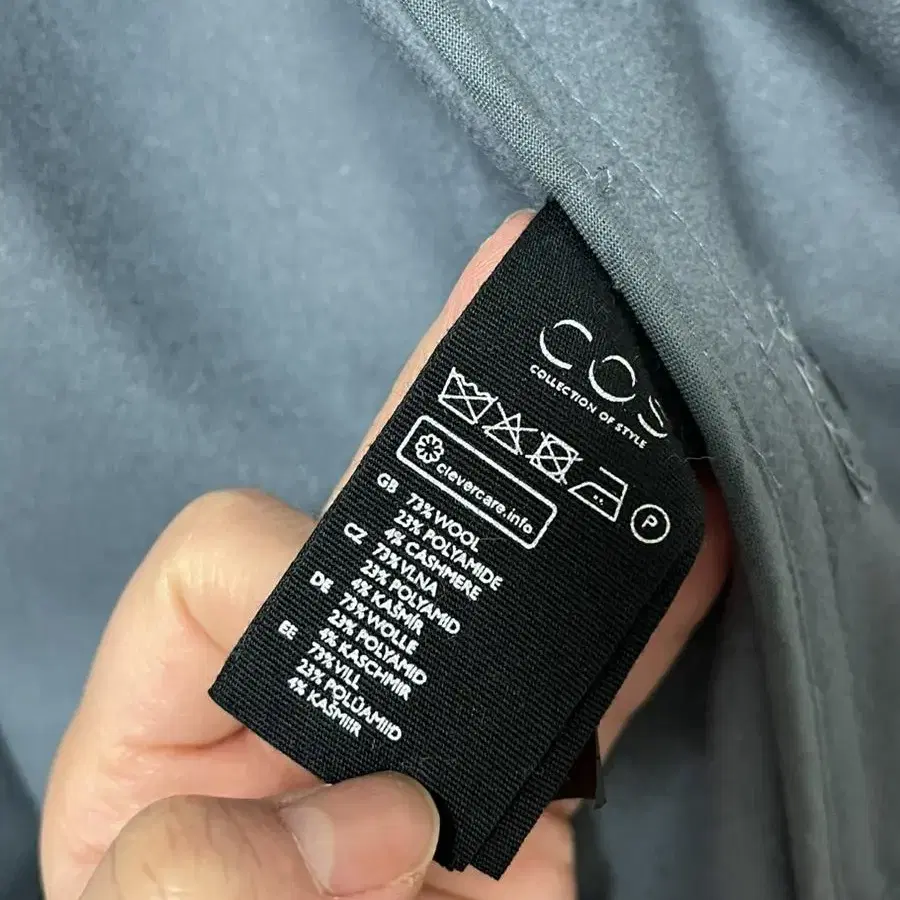 COS
COLLECTION OF STYLE
clevercare.info
GB 73% WOOL
23% POLYAMIDE
4% CASHMERE
CZ 73% VLNA
23% POLYAMID
4% KAŠMÍR
DE 73% WOLLE
23% POLYAMID
4% KASCHMIR
EE 73% VILL
23% POLÜAMIID
4% KAŠMIIR
P